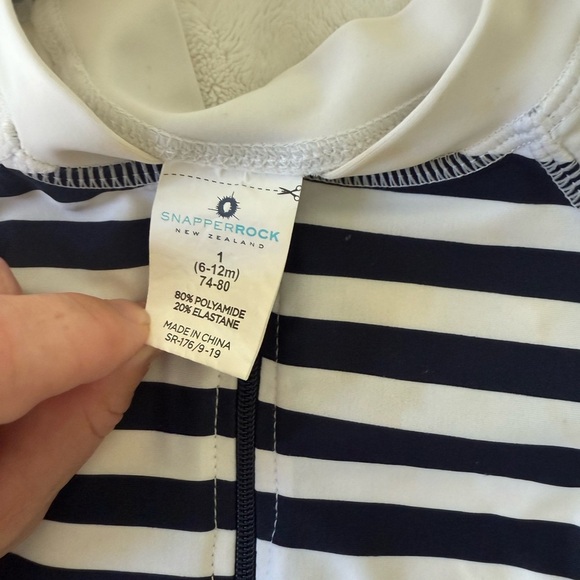 SNAPPERROCK
NEW ZEALAND
1
(6-12m)
74-80
80% POLYAMIDE
20% ELASTANE
MADE IN CHINA
SR-176/9-19